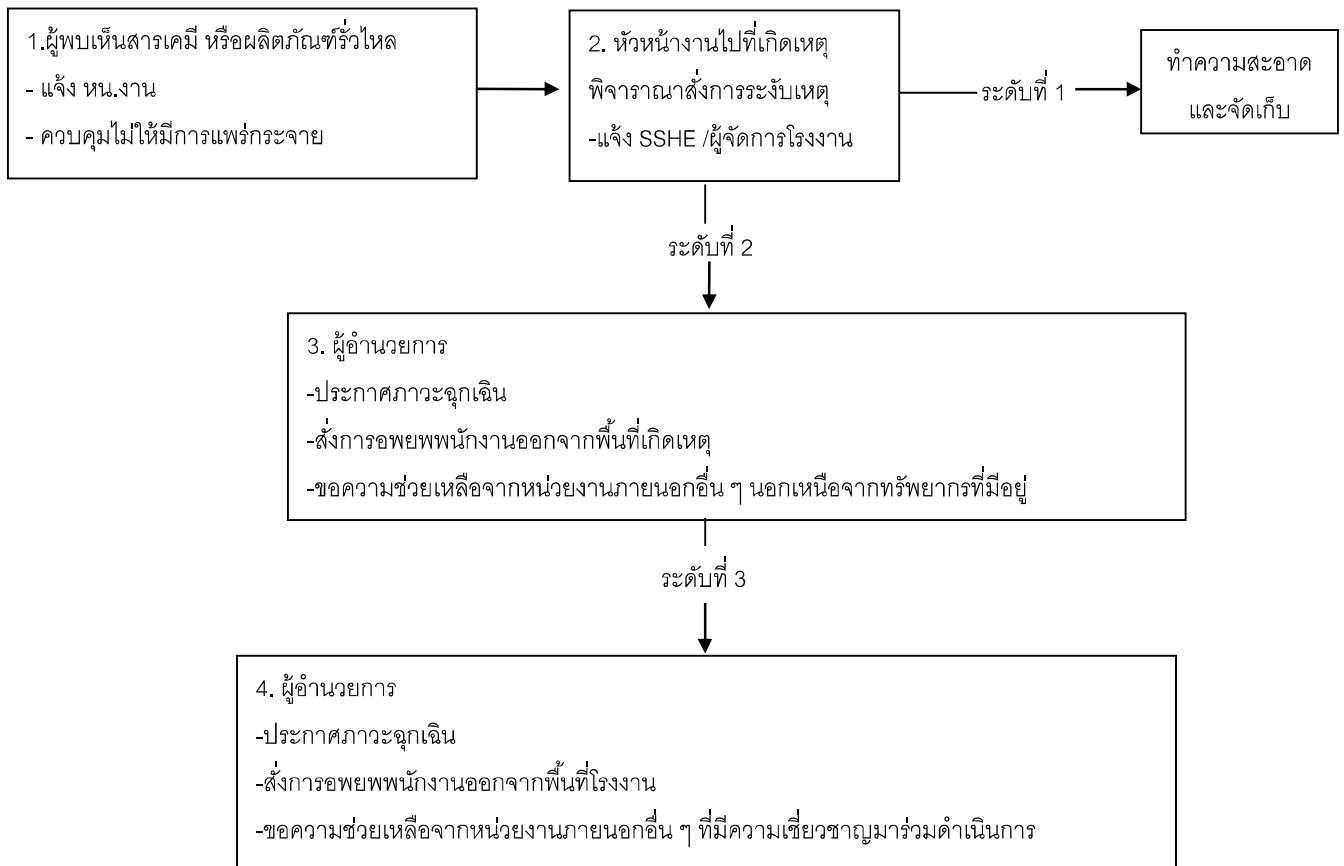 1.ผู้พบเห็นสารเคมี หรือผลิตภัณฑ์รั่วไหล
- แจ้ง หน.งาน
- ควบคุมไม่ให้มีการแพร่กระจาย
2. หัวหน้างานไปที่เกิดเหตุ
พิจาราณาสั่งการระงับเหตุ
-แจ้ง SSHE /ผู้จัดการโรงงาน
ระดับที่ 1
ทำความสะอาด
และจัดเก็บ
ระดับที่ 2
3. ผู้อำนวยการ
-ประกาศภาวะฉุกเฉิน
-สั่งการอพยพพนักงานออกจากพื้นที่เกิดเหตุ
-ขอความช่วยเหลือจากหน่วยงานภายนอกอื่น ๆ นอกเหนือจากทรัพยากรที่มีอยู่
ระดับที่ 3
4. ผู้อำนวยการ
-ประกาศภาวะฉุกเฉิน
-สั่งการอพยพพนักงานออกจากพื้นที่โรงงาน
-ขอความช่วยเหลือจากหน่วยงานภายนอกอื่น ๆ ที่มีความเชี่ยวชาญมาร่วมดำเนินการ